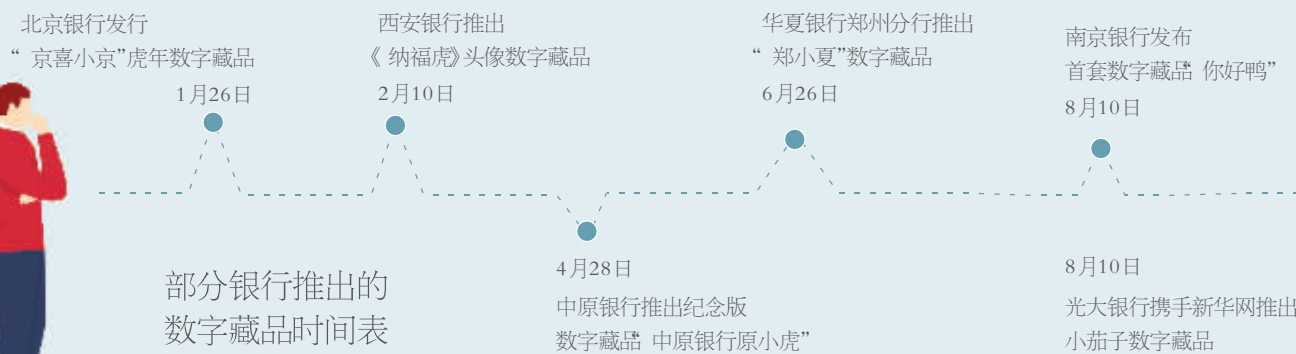 北京银行发行
“京喜小京”虎年数字藏品
1月26日
西安银行推出
《纳福虎》头像数字藏品
2月10日
华夏银行郑州分行推出
“郑小夏”数字藏品
6月26日
南京银行发布
首套数字藏品“你好鸭”
8月10日
部分银行推出的
数字藏品时间表
4月28日
中原银行推出纪念版
数字藏品“中原银行原小虎”
8月10日
光大银行携手新华网推出
小茄子数字藏品